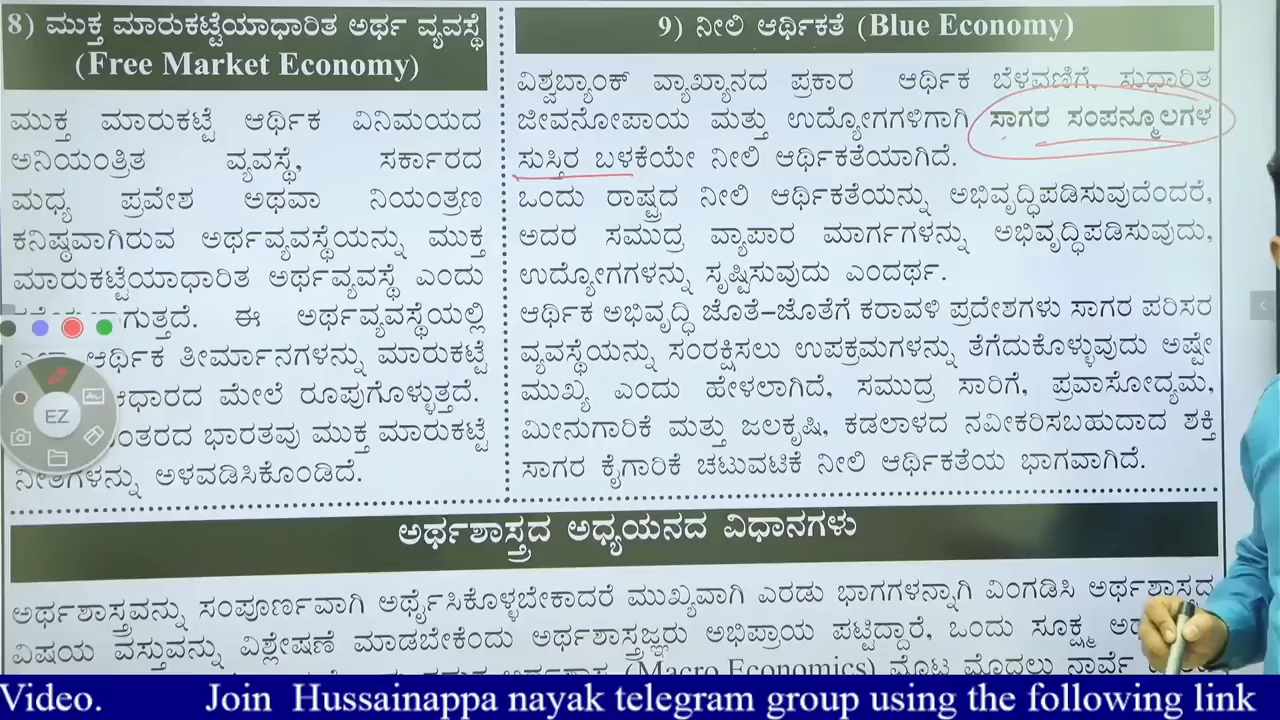 8) ಮುಕ್ತ ಮಾರುಕಟ್ಟೆಯಾಧಾರಿತ ಅರ್ಥ ವ್ಯವಸ್ಥೆ
(Free Market Economy)
ಮುಕ್ತ ಮಾರುಕಟ್ಟೆ ಆರ್ಥಿಕ ವಿನಿಮಯದ
ಅನಿಯಂತ್ರಿತ ವ್ಯವಸ್ಥೆ, ಸರ್ಕಾರದ
ಮಧ್ಯ ಪ್ರವೇಶ ಅಥವಾ ನಿಯಂತ್ರಣ
ಕನಿಷ್ಠವಾಗಿರುವ ಅರ್ಥವ್ಯವಸ್ಥೆಯನ್ನು ಮುಕ್ತ
ಮಾರುಕಟ್ಟೆಯಾಧಾರಿತ ಅರ್ಥವ್ಯವಸ್ಥೆ ಎಂದು
ಈ ಅರ್ಥವ್ಯವಸ್ಥೆಯಲ್ಲಿ
ಆರ್ಥಿಕ ತೀರ್ಮಾನಗಳನ್ನು ಮಾರುಕಟ್ಟೆ
ಆಧಾರದ ಮೇಲೆ ರೂಪುಗೊಳ್ಳುತ್ತದೆ.
ಭಾರತವು ಮುಕ್ತ ಮಾರುಕಟ್ಟೆ
ನೀತಿಗಳನ್ನು ಅಳವಡಿಸಿಕೊಂಡಿದೆ.
9) ನೀಲಿ ಆರ್ಥಿಕತೆ (Blue Economy)
ವಿಶ್ವಬ್ಯಾಂಕ್ ವ್ಯಾಖ್ಯಾನದ ಪ್ರಕಾರ ಆರ್ಥಿಕ ಬೆಳವಣಿಗೆ, ಸುಧಾರಿತ
ಜೀವನೋಪಾಯ ಮತ್ತು ಉದ್ಯೋಗಗಳಿಗಾಗಿ ಸಾಗರ ಸಂಪನ್ಮೂಲಗಳ
ಸುಸ್ತಿರ ಬಳಕೆಯೇ ನೀಲಿ ಆರ್ಥಿಕತೆಯಾಗಿದೆ.
ಒಂದು ರಾಷ್ಟ್ರದ ನೀಲಿ ಆರ್ಥಿಕತೆಯನ್ನು ಅಭಿವೃದ್ಧಿಪಡಿಸುವುದೆಂದರೆ,
ಅದರ ಸಮುದ್ರ ವ್ಯಾಪಾರ ಮಾರ್ಗಗಳನ್ನು ಅಭಿವೃದ್ಧಿಪಡಿಸುವುದು,
ಉದ್ಯೋಗಗಳನ್ನು ಸೃಷ್ಟಿಸುವುದು ಎಂದರ್ಥ.
ಆರ್ಥಿಕ ಅಭಿವೃದ್ಧಿ ಜೊತೆ-ಜೊತೆಗೆ ಕರಾವಳಿ ಪ್ರದೇಶಗಳು ಸಾಗರ ಪರಿಸರ
ವ್ಯವಸ್ಥೆಯನ್ನು ಸಂರಕ್ಷಿಸಲು ಉಪಕ್ರಮಗಳನ್ನು ತೆಗೆದುಕೊಳ್ಳುವುದು ಅಷ್ಟೇ
ಮುಖ್ಯ ಎಂದು ಹೇಳಲಾಗಿದೆ, ಸಮುದ್ರ ಸಾರಿಗೆ, ಪ್ರವಾಸೋದ್ಯಮ,
ಮೀನುಗಾರಿಕೆ ಮತ್ತು ಜಲಕೃಷಿ, ಕಡಲಾಳದ ನವೀಕರಿಸಬಹುದಾದ ಶಕ್ತಿ
ಸಾಗರ ಕೈಗಾರಿಕೆ ಚಟುವಟಿಕೆ ನೀಲಿ ಆರ್ಥಿಕತೆಯ ಭಾಗವಾಗಿದೆ.
EZ
ಅರ್ಥಶಾಸ್ತ್ರದ ಅಧ್ಯಯನದ ವಿಧಾನಗಳು
ಅರ್ಥಶಾಸ್ತ್ರವನ್ನು ಸಂಪೂರ್ಣವಾಗಿ ಅರ್ಥೈಸಿಕೊಳ್ಳಬೇಕಾದರೆ ಮುಖ್ಯವಾಗಿ ಎರಡು ಭಾಗಗಳನ್ನಾಗಿ ವಿಂಗಡಿಸಿ ಅರ್ಥಶಾಸ್ತ್ರದ
ವಿಷಯ ವಸ್ತುವನ್ನು ವಿಶ್ಲೇಷಣೆ ಮಾಡಬೇಕೆಂದು ಅರ್ಥಶಾಸ್ತ್ರಜ್ಞರು ಅಭಿಪ್ರಾಯ ಪಟ್ಟಿದ್ದಾರೆ, ಒಂದು ಸೂಕ್ಷ್ಮ
(Macro Economics) ಮೊಟ್ಟ ಮೊದಲು ನಾರ್ವೆ
Video. Join Hussainappa nayak telegram group using the following link